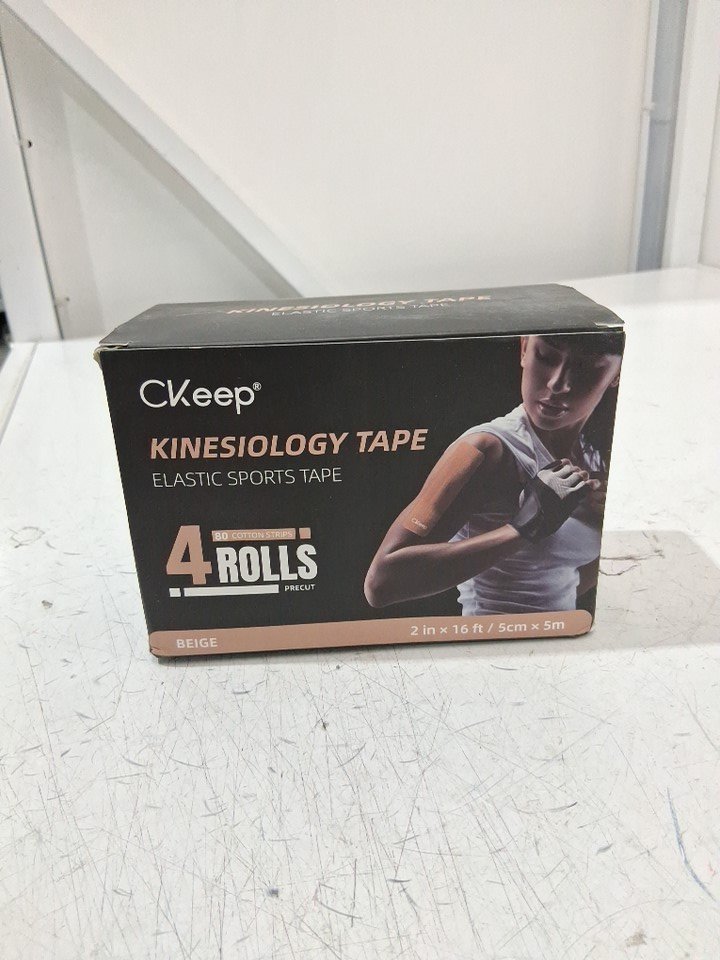 KINESIOLOGY TAPE
ELASTIC SPORTS TAPE
CKeep®
KINESIOLOGY TAPE
ELASTIC SPORTS TAPE
80 COTTON STRIPS
4 ROLLS
PRECUT
CKeep
BEIGE
2 in × 16 ft / 5cm × 5m